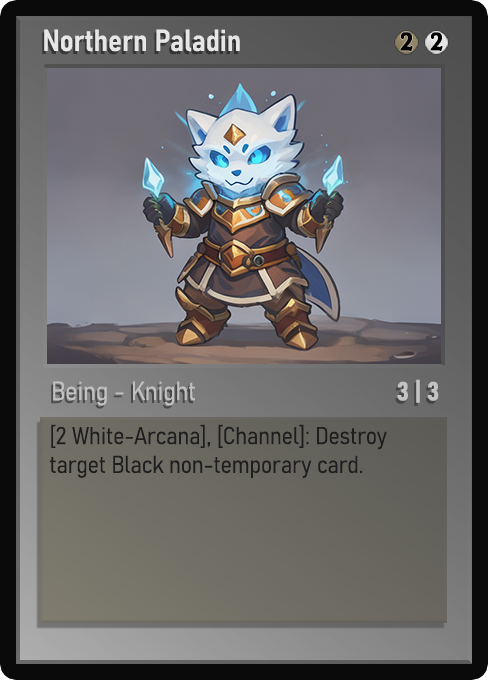 Northern Paladin 2 2
Being - Knight 3|3
[2 White-Arcana], [Channel]: Destroy
target Black non-temporary card.